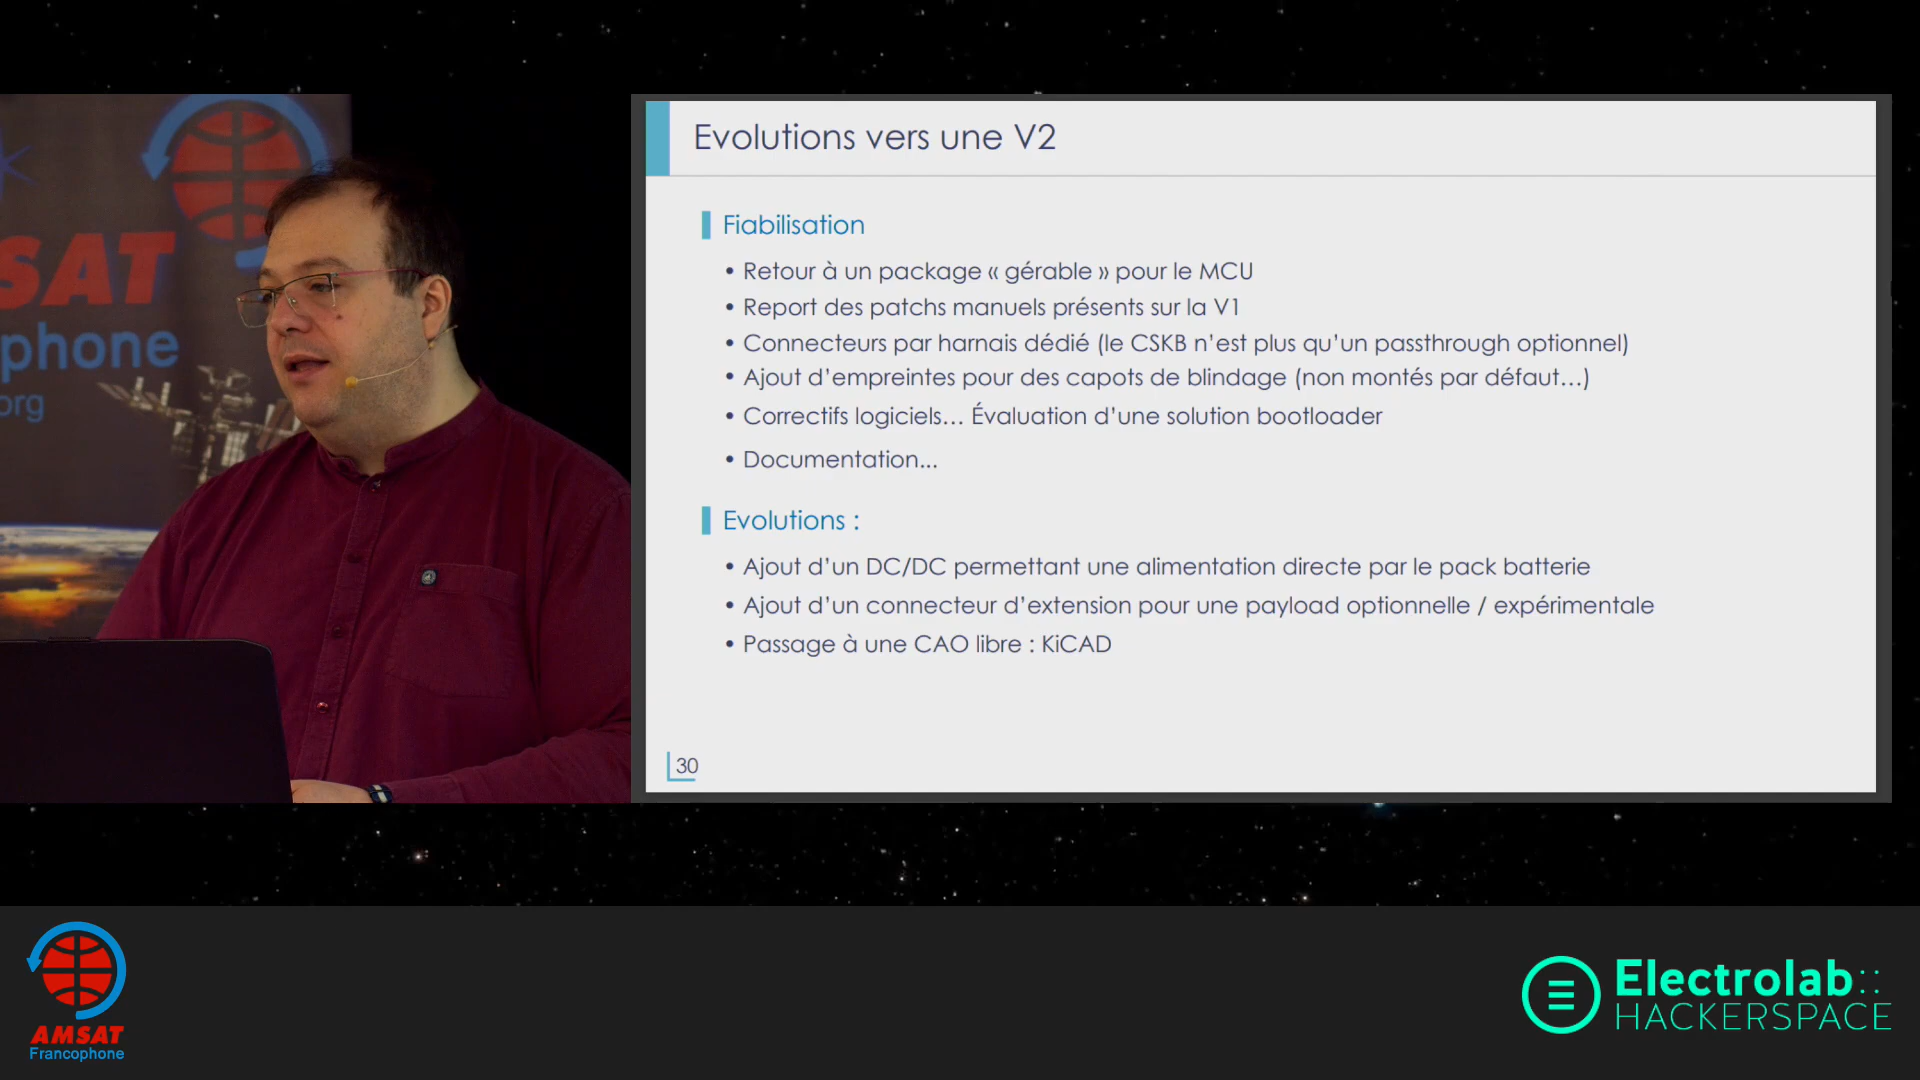 SAT
phone
org
Evolutions vers une V2
Fiabilisation
• Retour à un package « gérable » pour le MCU
• Report des patchs manuels présents sur la V1
• Connecteurs par harnais dédié (le CSKB n’est plus qu’un passthrough optionnel)
• Ajout d’empreintes pour des capots de blindage (non montés par défaut…)
• Correctifs logiciels… Évaluation d’une solution bootloader
• Documentation...
Evolutions :
• Ajout d’un DC/DC permettant une alimentation directe par le pack batterie
• Ajout d’un connecteur d’extension pour une payload optionnelle / expérimentale
• Passage à une CAO libre : KiCAD
30
AMSAT
Francophone
Electrolab::
HACKERSPACE